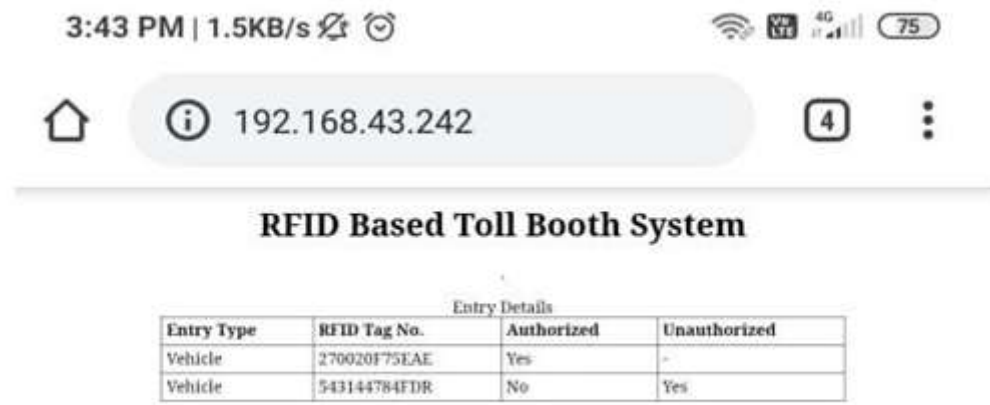 3:43 PM | 1.5KB/s 4G 75
192.168.43.242 4
RFID Based Toll Booth System
Entry Details
Entry Type RFID Tag No. Authorized Unauthorized
Vehicle 270020F75EAE Yes -
Vehicle 543144784FDR No Yes